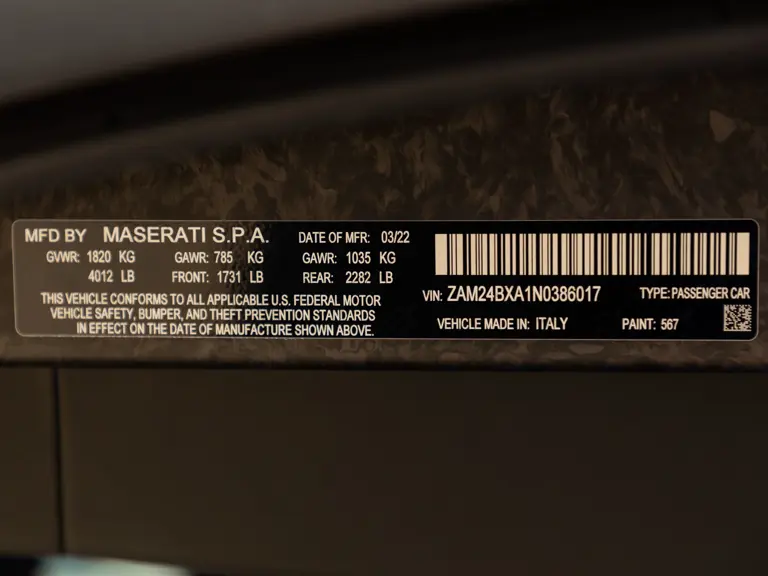 MFD BY MASERATI S.P.A. DATE OF MFR: 03/22
GVWR: 1820 KG GAWR: 785 KG GAWR: 1035 KG
4012 LB FRONT: 1731 LB REAR: 2282 LB
THIS VEHICLE CONFORMS TO ALL APPLICABLE U.S. FEDERAL MOTOR
VEHICLE SAFETY, BUMPER, AND THEFT PREVENTION STANDARDS
IN EFFECT ON THE DATE OF MANUFACTURE SHOWN ABOVE.
VIN: ZAM24BXA1N0386017 TYPE: PASSENGER CAR
VEHICLE MADE IN: ITALY PAINT: 567